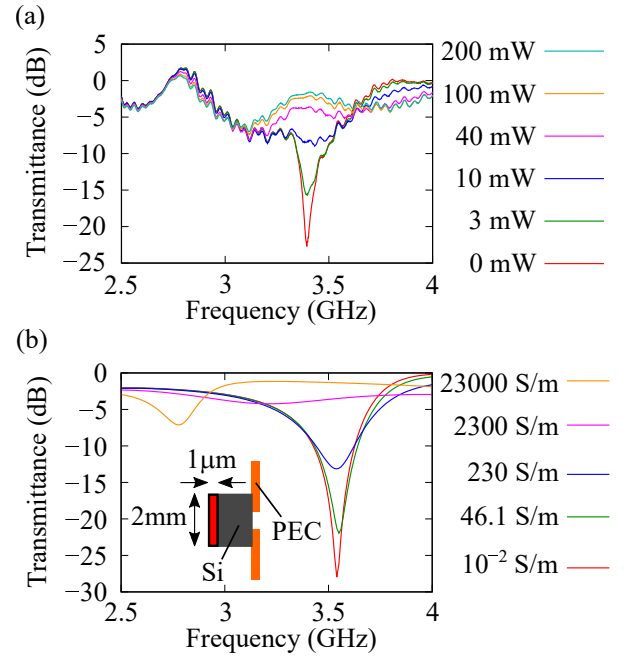 (a)
5
0
−5
−10
−15
−20
−25
Transmittance (dB)
2.5 3 3.5 4
Frequency (GHz)
200 mW
100 mW
40 mW
10 mW
3 mW
0 mW
(b)
0
−5
−10
−15
−20
−25
−30
Transmittance (dB)
1μm
2mm
Si
PEC
2.5 3 3.5 4
Frequency (GHz)
23000 S/m
2300 S/m
230 S/m
46.1 S/m
10⁻² S/m